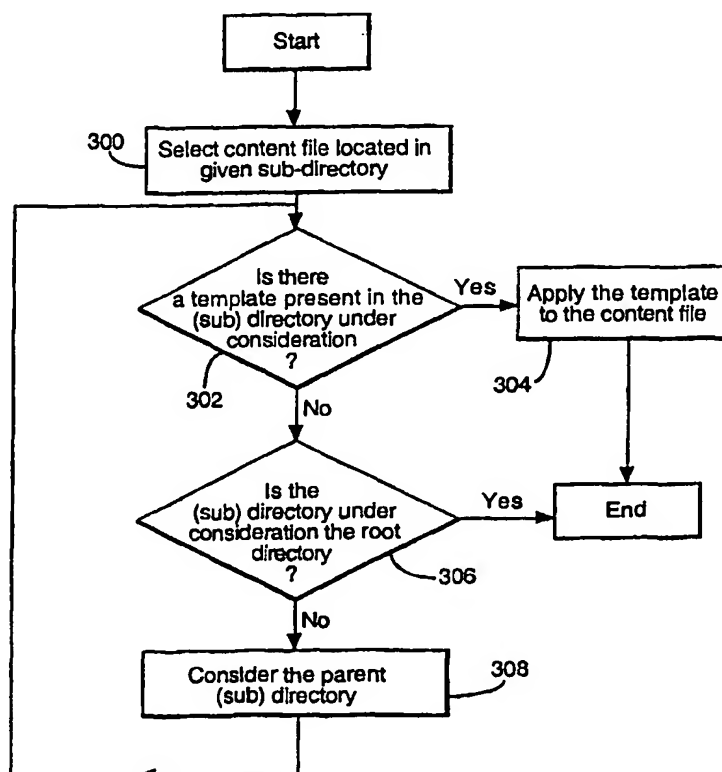 Start
300
Select content file located in
given sub-directory
Is there
a template present in the
(sub) directory under
consideration
?
302
Yes
Apply the template
to the content file
304
No
Is the
(sub) directory under
consideration the root
directory
?
306
Yes
End
No
Consider the parent
(sub) directory
308